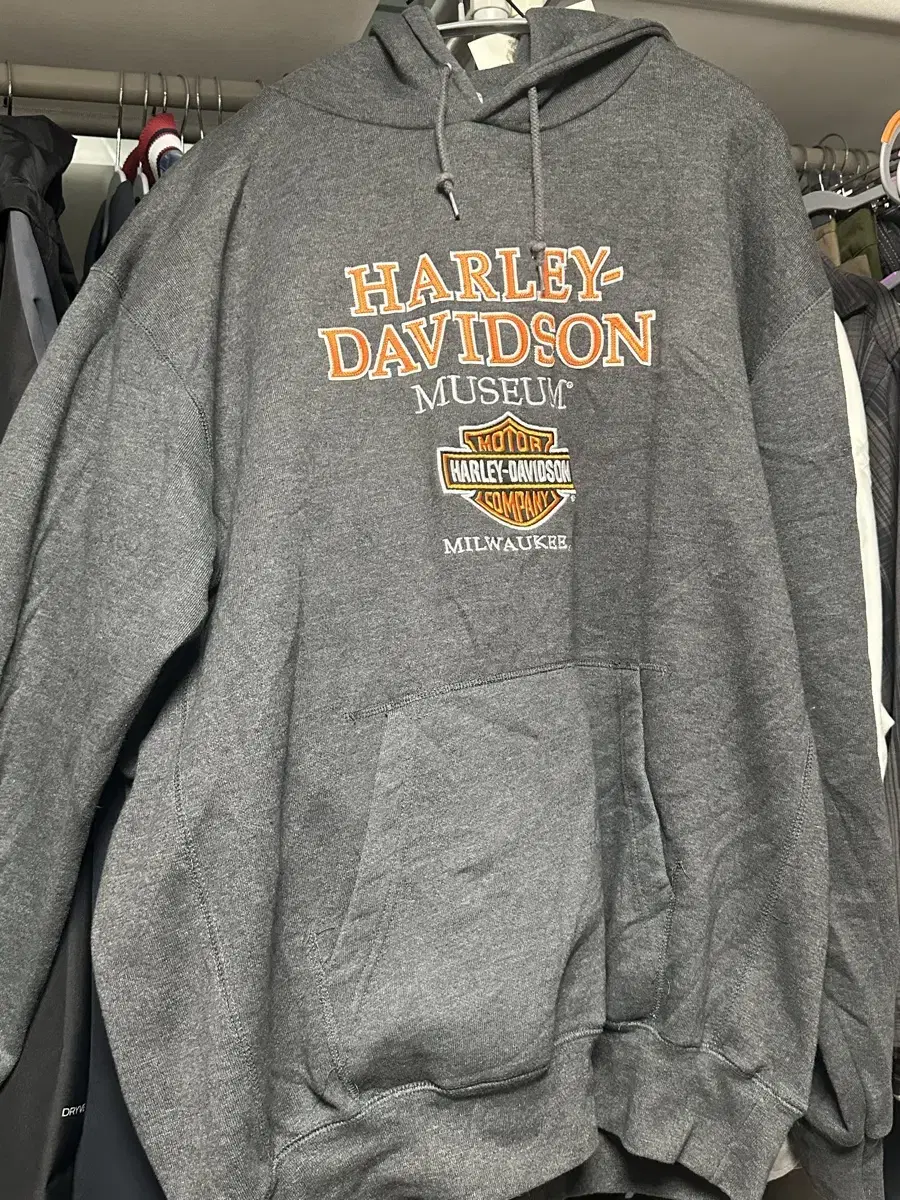 HARLEY-
DAVIDSON
MUSEUM®
MOTOR
HARLEY-DAVIDSON
COMPANY
MILWAUKEE,